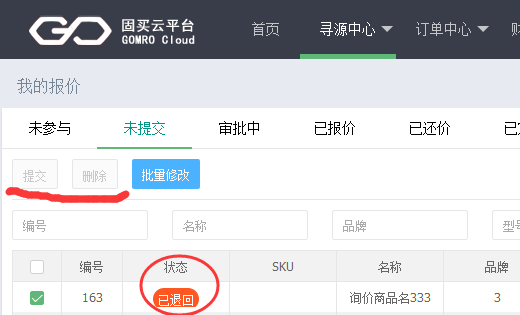 固买云平台
GOMRO Cloud
首页 寻源中心 订单中心
我的报价
未参与 未提交 审批中 已报价 已还价
提交 删除 批量修改
编号 名称 品牌 型号
编号 状态 SKU 名称 品牌
163 已退回 询价商品名333 3